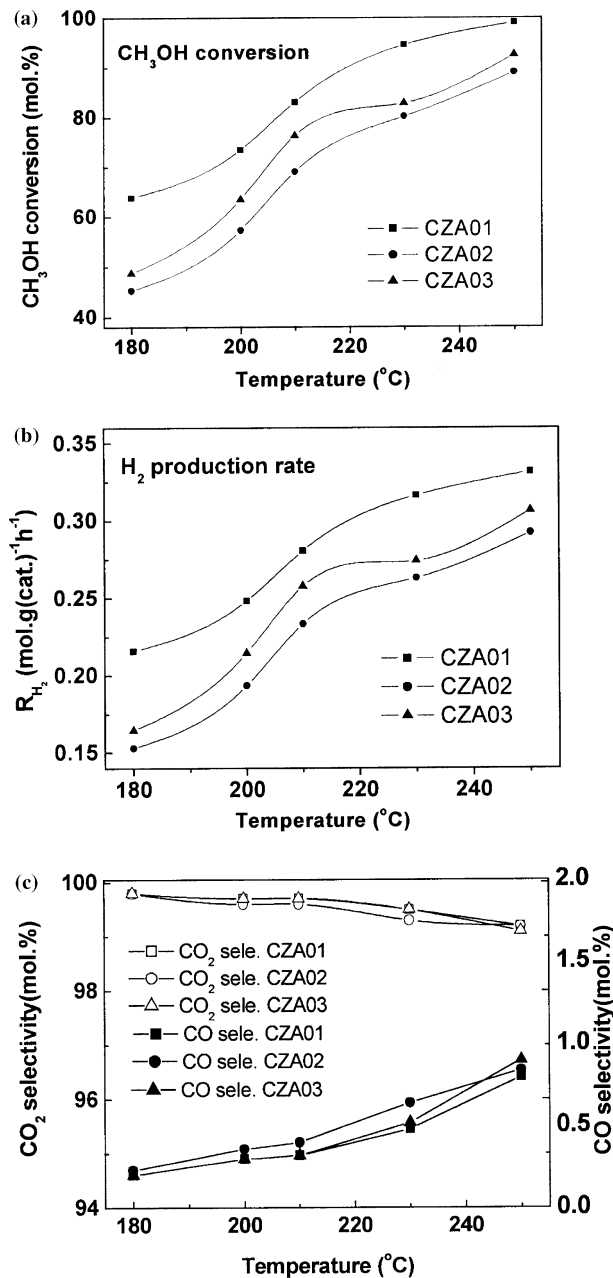 (a)
CH₃OH conversion
CH₃OH conversion (mol.%)
100
80
60
40
CZA01
CZA02
CZA03
180 200 220 240
Temperature (°C)
(b)
H₂ production rate
R_H₂ (mol.g(cat.)⁻¹h⁻¹)
0.35
0.30
0.25
0.20
0.15
CZA01
CZA02
CZA03
180 200 220 240
Temperature (°C)
(c)
CO₂ selectivity(mol.%)
100
98
96
94
CO₂ sele. CZA01
CO₂ sele. CZA02
CO₂ sele. CZA03
CO sele. CZA01
CO sele. CZA02
CO sele. CZA03
2.0
1.5
1.0
0.5
0.0
CO selectivity(mol.%)
180 200 220 240
Temperature (°C)